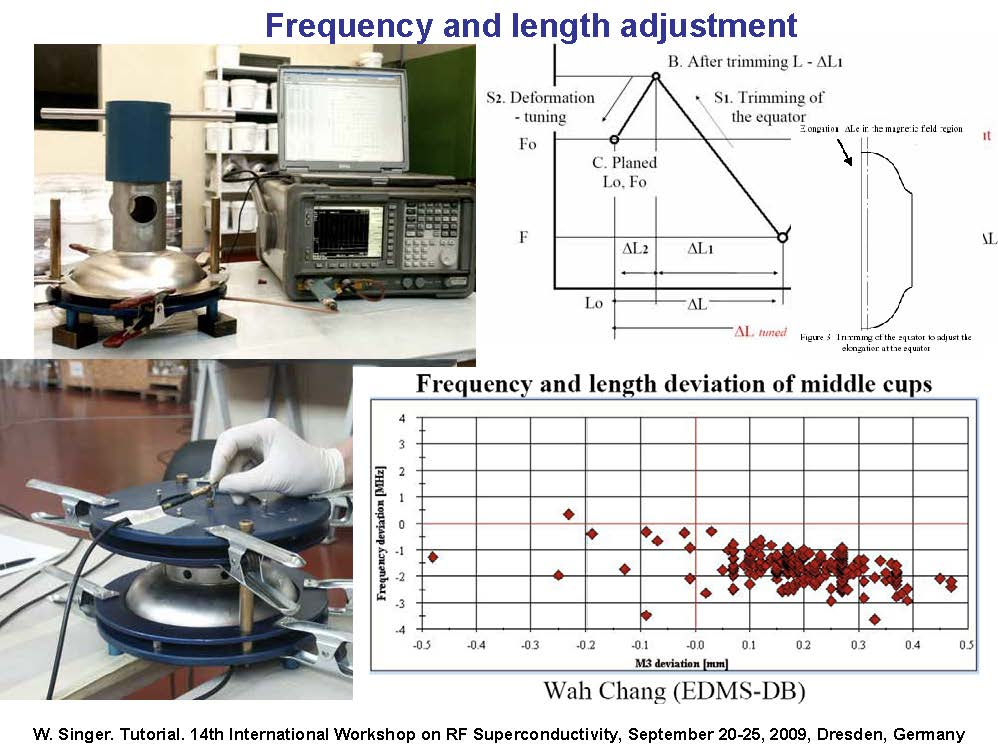 Frequency and length adjustment
B. After trimming L - ΔL1
S2. Deformation
- tuning
S1. Trimming of
the equator
Fo
C. Planed
Lo, Fo
F
ΔL2
ΔL1
Lo
ΔL
ΔL tuned
Elongation ΔLe in the magnetic field region
nt
ΔL
Figure 3 Trimming of the equator to adjust the
elongation at the equator
Frequency and length deviation of middle cups
Frequency deviation [MHz]
4
3
2
1
0
-1
-2
-3
-4
-0.5
-0.4
-0.3
-0.2
-0.1
-0.0
0.1
0.2
0.3
0.4
0.5
M3 deviation [mm]
Wah Chang (EDMS-DB)
W. Singer. Tutorial. 14th International Workshop on RF Superconductivity, September 20-25, 2009, Dresden, Germany